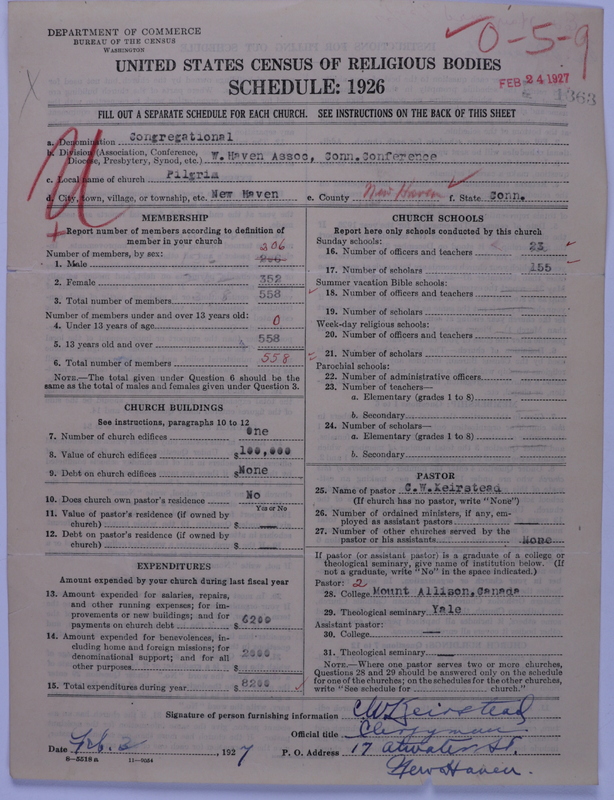 DEPARTMENT OF COMMERCE
BUREAU OF THE CENSUS
WASHINGTON
0-5-9
UNITED STATES CENSUS OF RELIGIOUS BODIES
SCHEDULE: 1926
FEB 24 1927
1363
FILL OUT A SEPARATE SCHEDULE FOR EACH CHURCH. SEE INSTRUCTIONS ON THE BACK OF THIS SHEET
a. Denomination Congregational
b. Division (Association, Conference, Diocese, Presbytery, Synod, etc.) W.Haven Assoc, Conn.Conference
c. Local name of church Pilgrim
d. City, town, village, or township, etc. New Haven e. County New Haven f. State Conn.
MEMBERSHIP
Report number of members according to definition of
member in your church
Number of members, by sex: 206
1. Male
2. Female 352
3. Total number of members 558
Number of members under and over 13 years old:
4. Under 13 years of age 0
5. 13 years old and over 558
6. Total number of members 558
NOTE.—The total given under Question 6 should be
same as the total of males and females given under Question 3.
CHURCH BUILDINGS
See instructions, paragraphs 10 to 12
7. Number of church edifices One
8. Value of church edifices $100,000
9. Debt on church edifices $None
10. Does church own pastor's residence No
Yes or No
11. Value of pastor's residence (if owned by
church) $
12. Debt on pastor's residence (if owned by
church) $
EXPENDITURES
Amount expended by your church during last fiscal year
13. Amount expended for salaries, repairs,
and other running expenses; for im-
provements or new buildings; and for
payments on church debt $ 6200
14. Amount expended for benevolences, in-
cluding home and foreign missions; for
denominational support; and for all
other purposes $ 2000
15. Total expenditures during year $ 8200
CHURCH SCHOOLS
Report here only schools conducted by this church
Sunday schools:
16. Number of officers and teachers 23
17. Number of scholars 155
Summer vacation Bible schools:
18. Number of officers and teachers
19. Number of scholars
Week-day religious schools:
20. Number of officers and teachers
21. Number of scholars
Parochial schools:
22. Number of administrative officers
23. Number of teachers—
a. Elementary (grades 1 to 8)
b. Secondary
24. Number of scholars—
a. Elementary (grades 1 to 8)
b. Secondary
PASTOR
25. Name of pastor C.W.Keirstead
(If church has no pastor, write "None")
26. Number of ordained ministers, if any, em-
ployed as assistant pastors
27. Number of other churches served by the
pastor or his assistants None
If pastor (or assistant pastor) is a graduate of a college or
theological seminary, give name of institution below. (If
not a graduate, write "No" in the space indicated.)
Pastor: 2
28. College Mount Allison, Canada
29. Theological seminary Yale
Assistant pastor:
30. College
31. Theological seminary
NOTE.—Where one pastor serves two or more churches,
Questions 28 and 29 should be answered only on the schedule
for one of the churches; on the schedules for the other churches,
write "See schedule for church."
Signature of person furnishing information CW Keirstead
Official title Clergyman
Date Feb. 2, 1927 P. O. Address 17 Atwater St,
New Haven.
8-5518a 11-9054